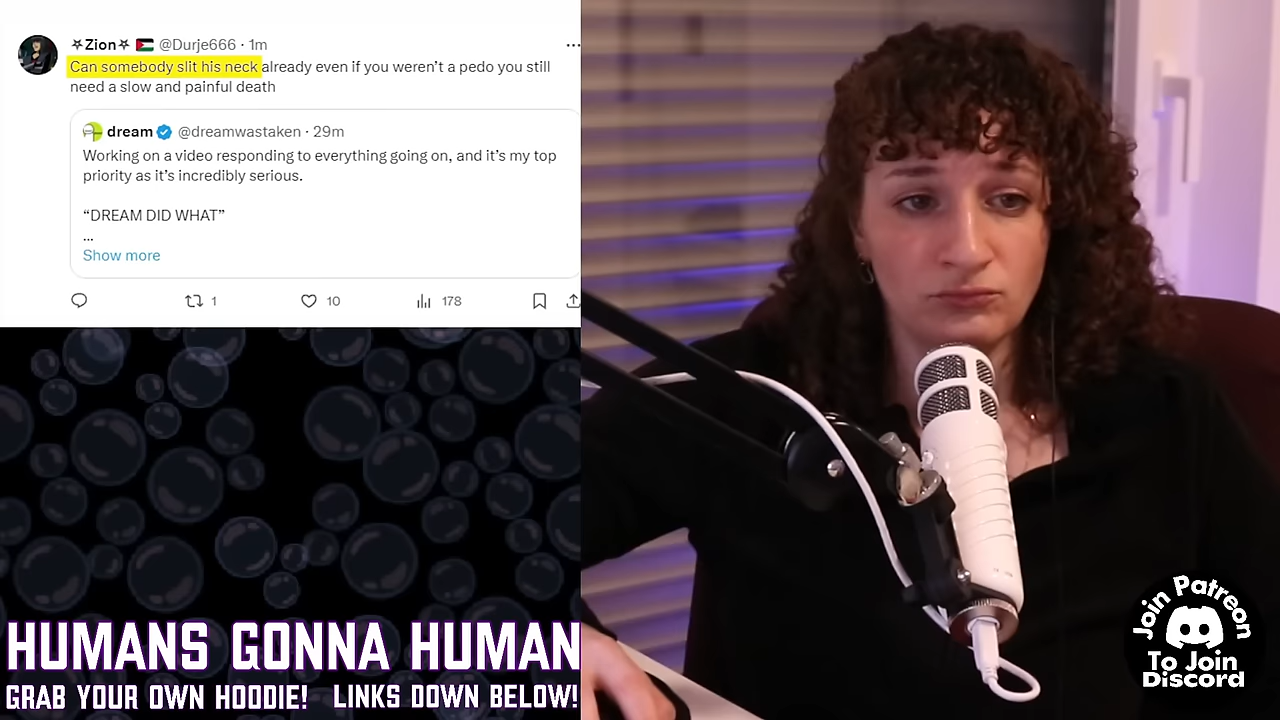 ⛧Zion⛧ 🇵🇸 @Durje666 · 1m
Can somebody slit his neck already even if you weren't a pedo you still
need a slow and painful death
dream @dreamwastaken · 29m
Working on a video responding to everything going on, and it's my top
priority as it's incredibly serious.
“DREAM DID WHAT”
...
Show more
1 10 178
HUMANS GONNA HUMAN
GRAB YOUR OWN HOODIE! LINKS DOWN BELOW!
Join Patreon
To Join
Discord